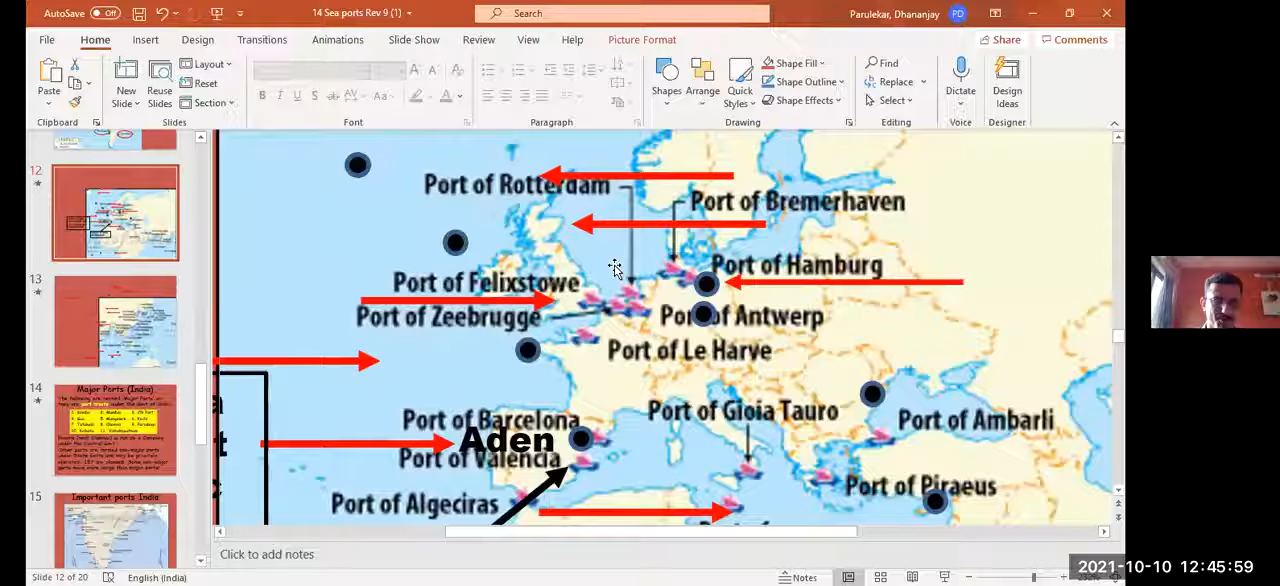 AutoSave Off
14 Sea ports Rev 9 (1)
Search
Parulekar, Dhananjay
PD
File Home Insert Design Transitions Animations Slide Show Review View Help Picture Format
Share Comments
Paste
Clipboard
New Slide
Reuse Slides
Layout
Reset
Section
Slides
B I U S ab AV Aa A
Font
Paragraph
Shapes
Arrange
Quick Styles
Shape Fill
Shape Outline
Shape Effects
Drawing
Find
Replace
Select
Editing
Dictate
Voice
Design Ideas
Designer
12
13
14
Major Ports (India)
15
Important ports India
Port of Rotterdam
Port of Bremerhaven
Port of Hamburg
Port of Felixstowe
Port of Zeebrugge
Port of Antwerp
Port of Le Harve
Port of Barcelona
Port of Gioia Tauro
Port of Ambarli
Aden
Port of Valencia
Port of Piraeus
Port of Algeciras
Click to add notes
Slide 12 of 20
English (India)
Notes
2021-10-10 12:45:59